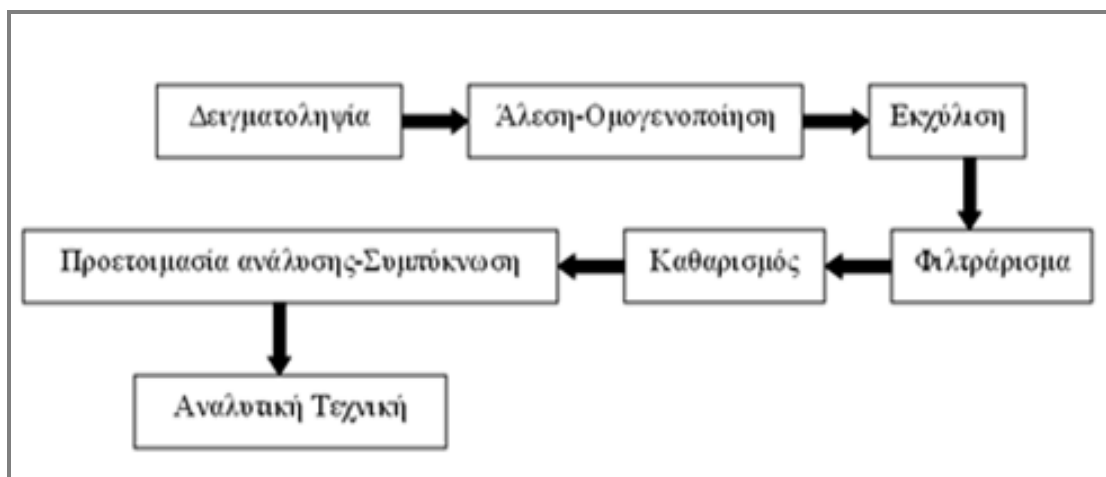 Δειγματοληψία
Άλεση-Ομογενοποίηση
Εκχύλιση
Φιλτράρισμα
Καθαρισμός
Προετοιμασία ανάλυσης-Συμπύκνωση
Αναλυτική Τεχνική